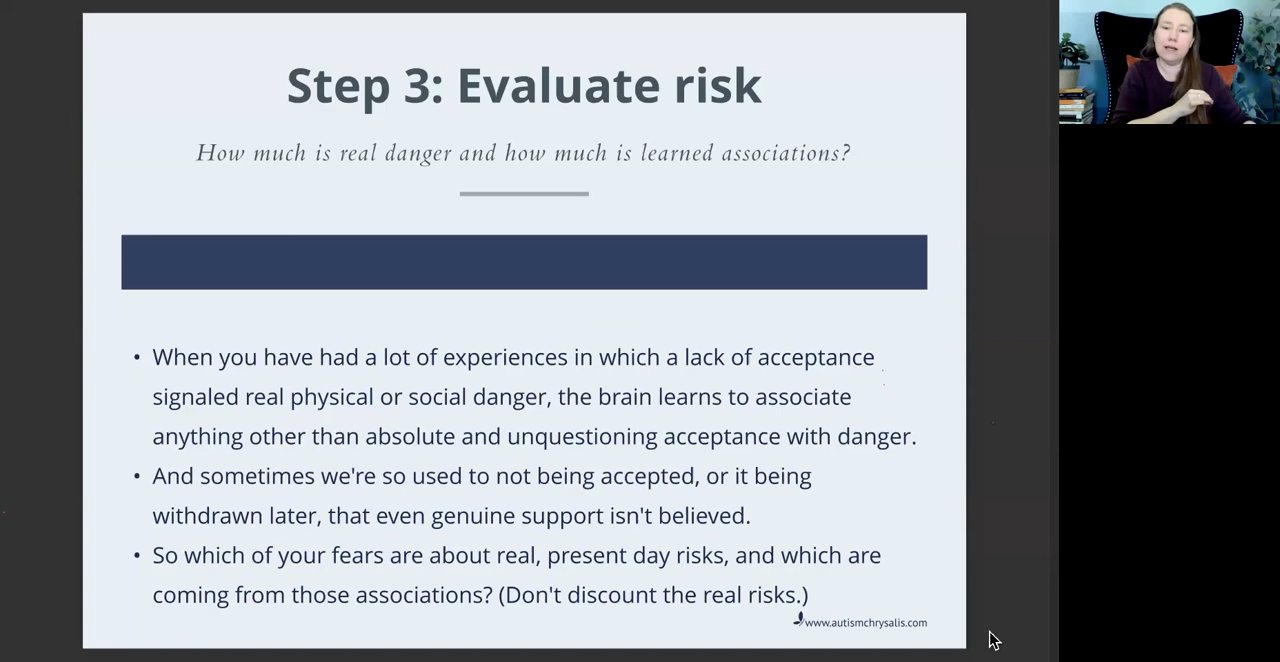 Step 3: Evaluate risk
How much is real danger and how much is learned associations?
• When you have had a lot of experiences in which a lack of acceptance
signaled real physical or social danger, the brain learns to associate
anything other than absolute and unquestioning acceptance with danger.
• And sometimes we're so used to not being accepted, or it being
withdrawn later, that even genuine support isn't believed.
• So which of your fears are about real, present day risks, and which are
coming from those associations? (Don't discount the real risks.)
www.autismchrysalis.com